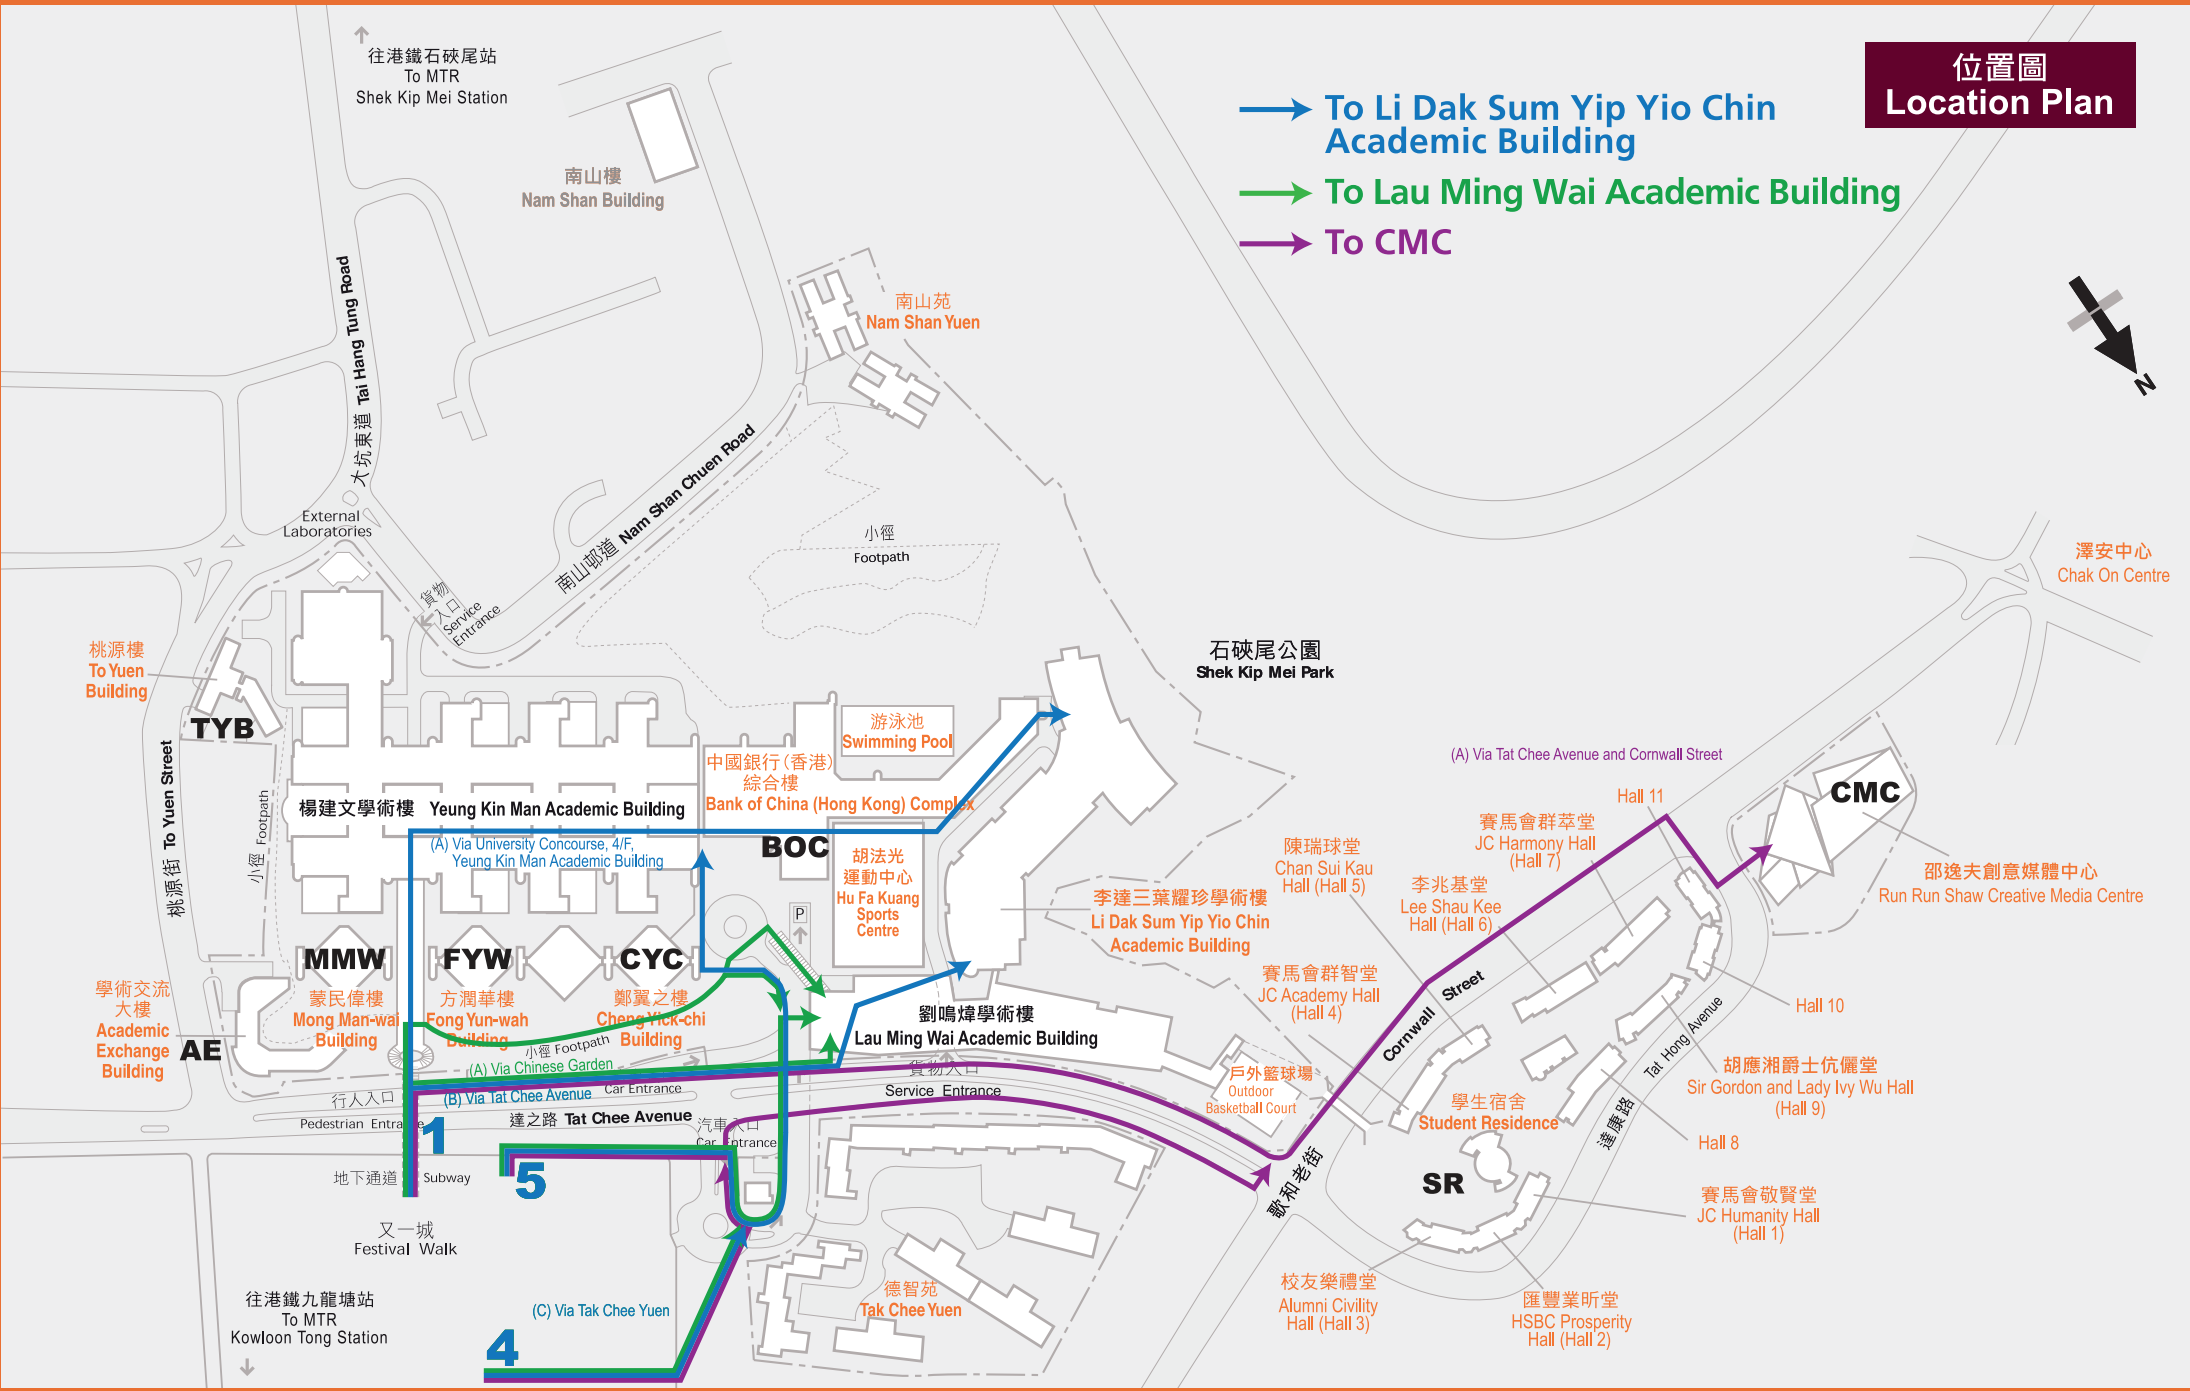 位置圖
Location Plan
To Li Dak Sum Yip Yio Chin
Academic Building
To Lau Ming Wai Academic Building
To CMC
N
往港鐵石硤尾站
To MTR
Shek Kip Mei Station
南山樓
Nam Shan Building
南山苑
Nam Shan Yuen
大坑東道 Tai Hang Tung Road
南山邨道 Nam Shan Chuen Road
External
Laboratories
貨物
入口
Service
Entrance
小徑
Footpath
石硤尾公園
Shek Kip Mei Park
澤安中心
Chak On Centre
桃源樓
To Yuen
Building
TYB
桃源街 To Yuen Street
小徑 Footpath
楊建文學術樓 Yeung Kin Man Academic Building
(A) Via University Concourse, 4/F,
Yeung Kin Man Academic Building
中國銀行(香港)
綜合樓
Bank of China (Hong Kong) Complex
BOC
游泳池
Swimming Pool
胡法光
運動中心
Hu Fa Kuang
Sports
Centre
P
李達三葉耀珍學術樓
Li Dak Sum Yip Yio Chin
Academic Building
(A) Via Tat Chee Avenue and Cornwall Street
CMC
邵逸夫創意媒體中心
Run Run Shaw Creative Media Centre
Hall 11
賽馬會群萃堂
JC Harmony Hall
(Hall 7)
陳瑞球堂
Chan Sui Kau
Hall (Hall 5)
李兆基堂
Lee Shau Kee
Hall (Hall 6)
賽馬會群智堂
JC Academy Hall
(Hall 4)
Hall 10
胡應湘爵士伉儷堂
Sir Gordon and Lady Ivy Wu Hall
(Hall 9)
Hall 8
賽馬會敬賢堂
JC Humanity Hall
(Hall 1)
匯豐業昕堂
HSBC Prosperity
Hall (Hall 2)
校友樂禮堂
Alumni Civility
Hall (Hall 3)
學生宿舍
Student Residence
SR
Cornwall Street
歌和老街
Tat Hong Avenue
達康路
MMW
蒙民偉樓
Mong Man-wai
Building
FYW
方潤華樓
Fong Yun-wah
Building
CYC
鄭翼之樓
Cheng Yick-chi
Building
學術交流
大樓
Academic
Exchange
Building
AE
小徑 Footpath
(A) Via Chinese Garden
(B) Via Tat Chee Avenue
Car Entrance
劉鳴煒學術樓
Lau Ming Wai Academic Building
貨物入口
Service Entrance
戶外籃球場
Outdoor
Basketball Court
行人入口
Pedestrian Entrance
達之路 Tat Chee Avenue
汽車入口
Car Entrance
1
5
地下通道 Subway
又一城
Festival Walk
往港鐵九龍塘站
To MTR
Kowloon Tong Station
(C) Via Tak Chee Yuen
4
德智苑
Tak Chee Yuen